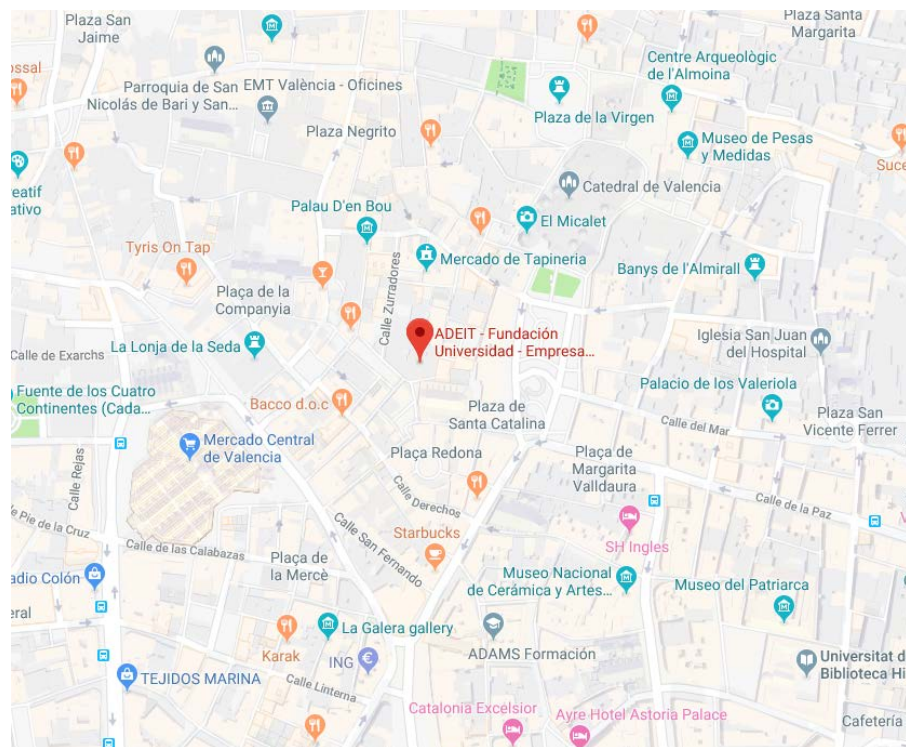 Plaza San
Jaime
Plaza Santa
Margarita
ossal
Parroquia de San
Nicolás de Bari y San...
EMT València - Oficines
Centre Arqueològic
de l'Almoina
Plaza Negrito
Plaza de la Virgen
Museo de Pesas
y Medidas
Suce
eatif
ativo
Catedral de Valencia
Palau D'en Bou
El Micalet
Tyris On Tap
Mercado de Tapineria
Banys de l'Almirall
Plaça de la
Companyia
Calle Zurradores
ADEIT - Fundación
Universidad - Empresa...
Iglesia San Juan
del Hospital
Calle de Exarchs
La Lonja de la Seda
Palacio de los Valeriola
Fuente de los Cuatro
Continentes (Cada...
Bacco d.o.c
Plaza de
Santa Catalina
Calle del Mar
Plaza San
Vicente Ferrer
Mercado Central
de Valencia
Plaça Redona
Plaça de
Margarita
Valldaura
Calle Rejas
Calle Derechos
Calle de la Paz
e Pie de la Cruz
Starbucks
SH Ingles
Calle de las Calabazas
Calle San Fernando
Plaça de
la Mercè
Museo Nacional
de Cerámica y Artes...
Museo del Patriarca
adio Colón
eral
La Galera gallery
Karak
ING
ADAMS Formación
Universitat d
Biblioteca Hi
TEJIDOS MARINA
Calle Linterna
Catalonia Excelsior
Ayre Hotel Astoria Palace
Cafetería